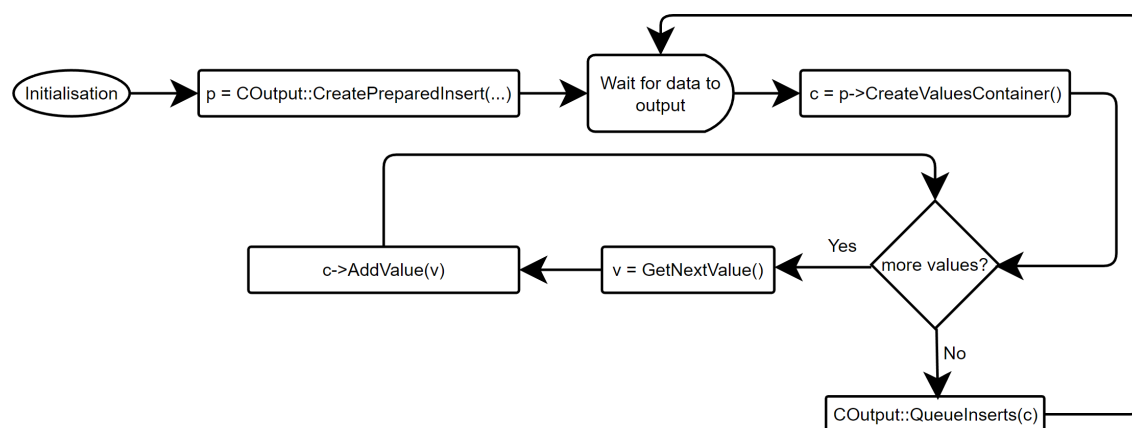 Initialisation
p = COutput::CreatePreparedInsert(...)
Wait for data to
output
c = p->CreateValuesContainer()
more values?
Yes
v = GetNextValue()
c->AddValue(v)
No
COutput::QueueInserts(c)